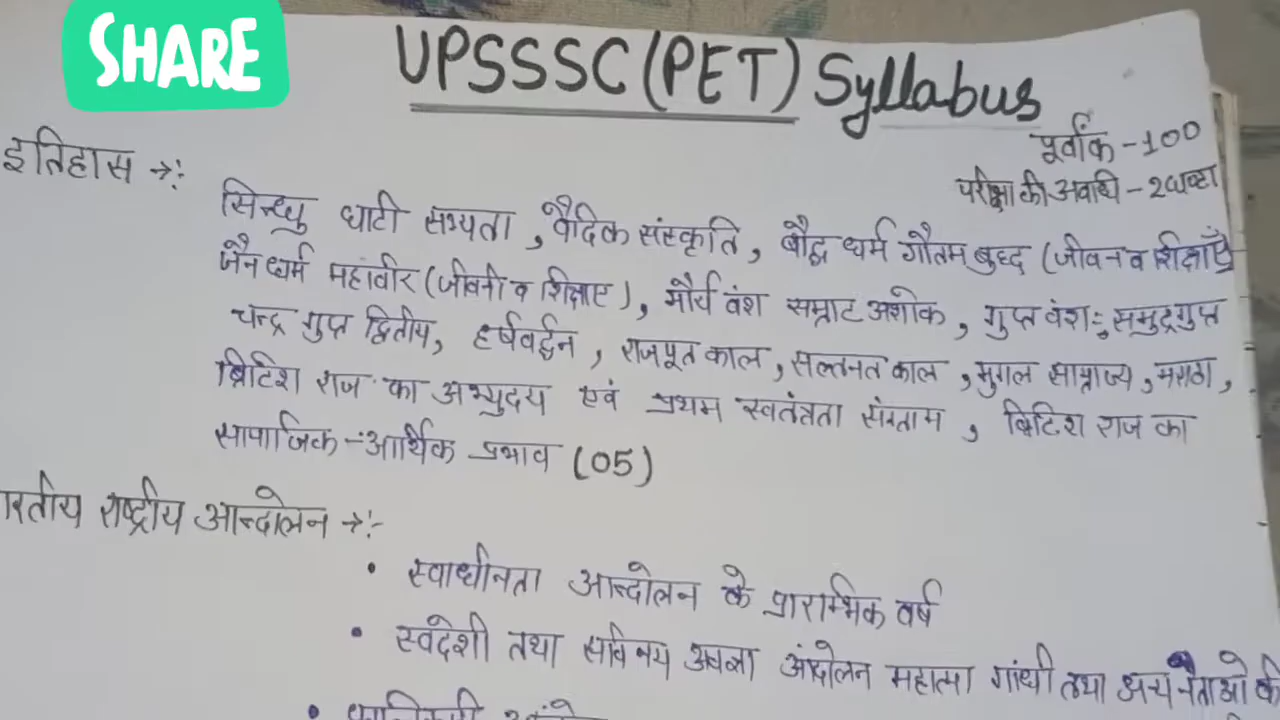 SHARE
UPSSSC (PET) Syllabus
पूर्वांक - 100
परीक्षा की अवधि - 2 घण्टा
इतिहास →:
सिन्धु घाटी सभ्यता , वैदिक संस्कृति , बौद्ध धर्म गौतम बुध्द (जीवन व शिक्षाएँ)
जैन धर्म महावीर (जीवनी व शिक्षाए ) , मौर्य वंश सम्राट अशोक , गुप्त वंश: समुद्रगुप्त
चन्द्र गुप्त द्वितीय, हर्षवर्द्धन , राजपूत काल , सल्तनत काल , मुगल साम्राज्य , मराठा ,
ब्रिटिश राज का अभ्युदय एवं प्रथम स्वतंत्रता संग्राम , ब्रिटिश राज का
सामाजिक - आर्थिक प्रभाव (05)
रतीय राष्ट्रीय आन्दोलन →:-
• स्वाधीनता आन्दोलन के प्रारम्भिक वर्ष
• स्वदेशी तथा सविनय अवज्ञा आंदोलन महात्मा गांधी तथा अन्य नेताओ की